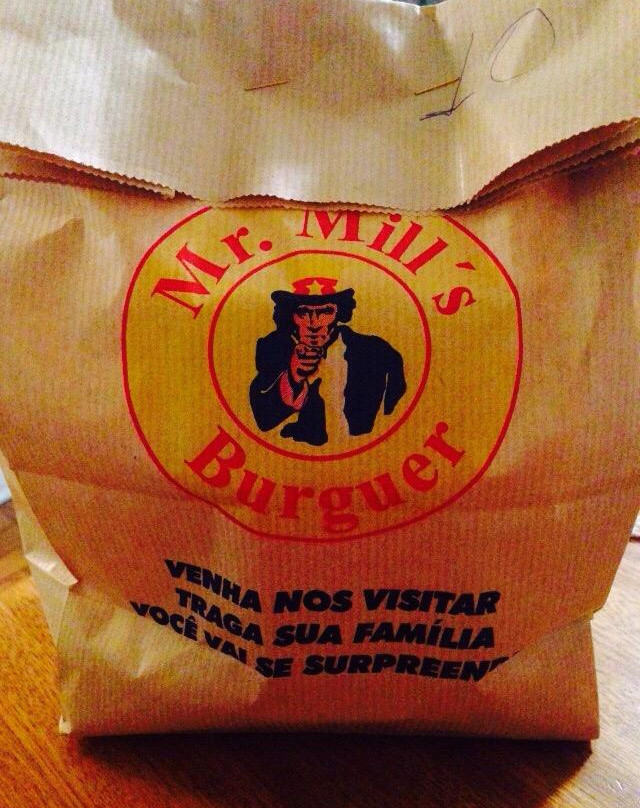 10
Mr. Mill´s
Burguer
VENHA NOS VISITAR
TRAGA SUA FAMÍLIA
VOCÊ VAI SE SURPREEN